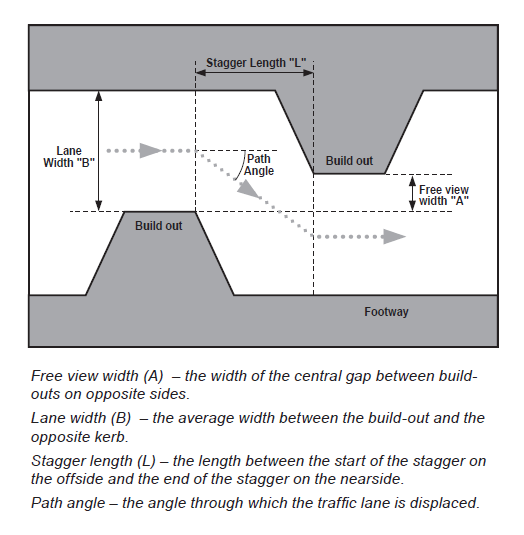 Stagger Length "L"
Lane
Width "B"
Path
Angle
Build out
Free view
width "A"
Build out
Footway
Free view width (A) – the width of the central gap between build-
outs on opposite sides.
Lane width (B) – the average width between the build-out and the
opposite kerb.
Stagger length (L) – the length between the start of the stagger on
the offside and the end of the stagger on the nearside.
Path angle – the angle through which the traffic lane is displaced.